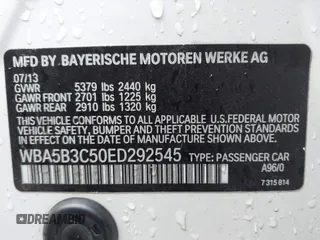 MFD BY BAYERISCHE MOTOREN WERKE AG
07/13
GVWR 5379 lbs 2440 kg
GAWR FRONT 2701 lbs 1225 kg
GAWR REAR 2910 lbs 1320 kg
THIS VEHICLE CONFORMS TO ALL APPLICABLE U.S. FEDERAL MOTOR
VEHICLE SAFETY, BUMPER, AND THEFT PREVENTION STANDARDS
IN EFFECT ON THE DATE OF MANUFACTURE SHOWN ABOVE.
WBA5B3C50ED292545 TYPE: PASSENGER CAR
A96/0
7 315 814
DREAMBID